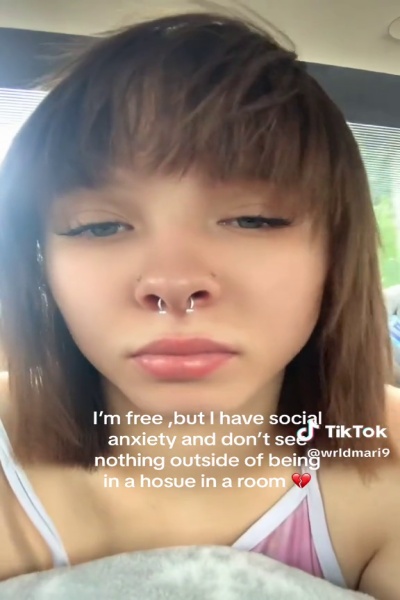 I'm free ,but I have social
anxiety and don't see
nothing outside of being
in a hosue in a room 💔
TikTok
@wrldmari9